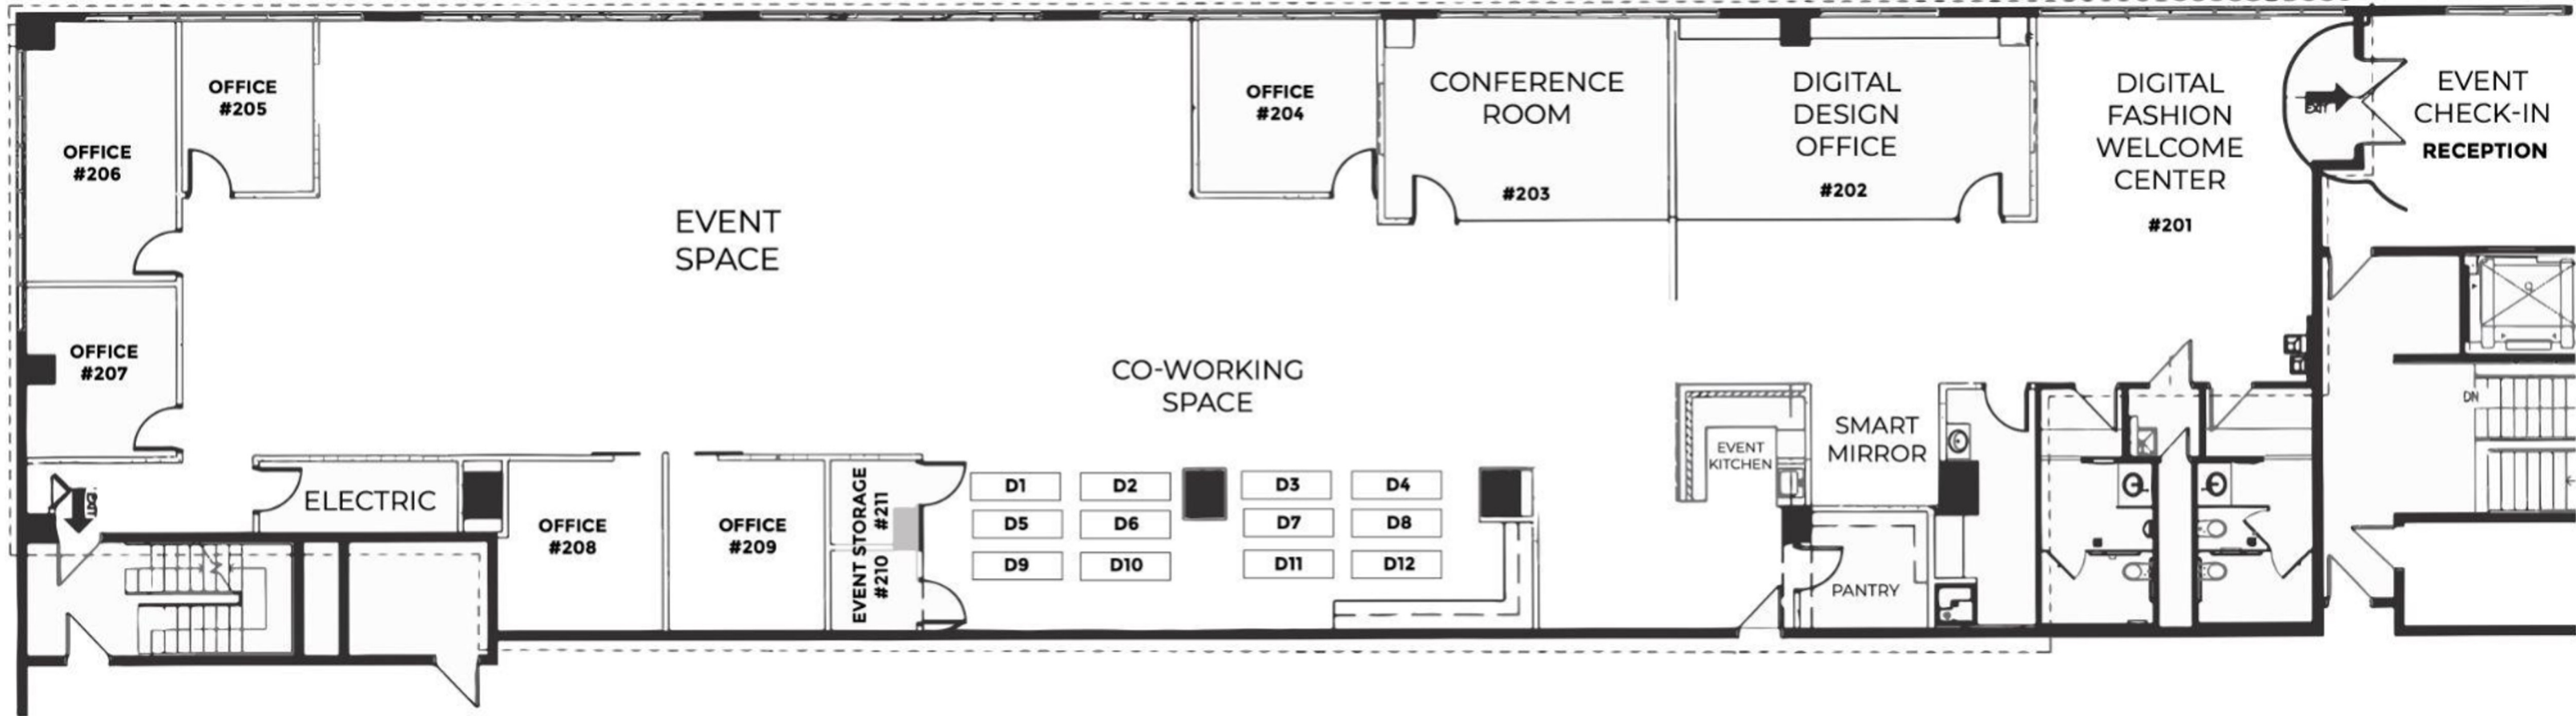 OFFICE
#205
OFFICE
#206
OFFICE
#207
EVENT
SPACE
OFFICE
#204
CONFERENCE
ROOM
#203
DIGITAL
DESIGN
OFFICE
#202
DIGITAL
FASHION
WELCOME
CENTER
#201
EXIT
EVENT
CHECK-IN
RECEPTION
CO-WORKING
SPACE
EXIT
ELECTRIC
OFFICE
#208
OFFICE
#209
EVENT STORAGE
#210 #211
D1 D2 D3 D4
D5 D6 D7 D8
D9 D10 D11 D12
EVENT
KITCHEN
SMART
MIRROR
PANTRY
DN